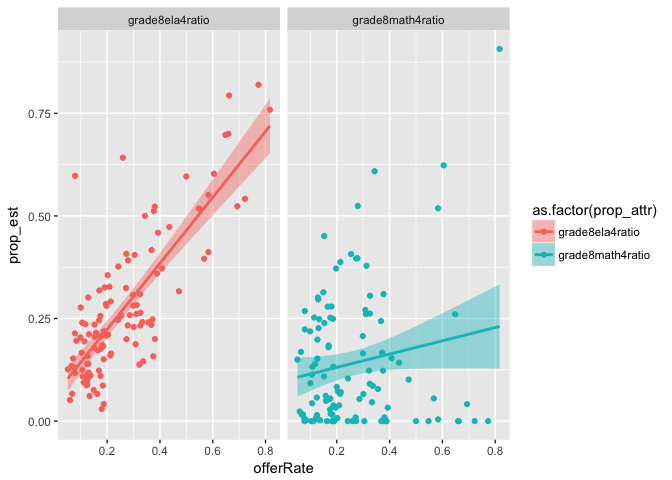 grade8ela4ratio grade8math4ratio
0.75
0.50
0.25
0.00
prop_est
0.2 0.4 0.6 0.8 0.2 0.4 0.6 0.8
offerRate
as.factor(prop_attr)
grade8ela4ratio
grade8math4ratio